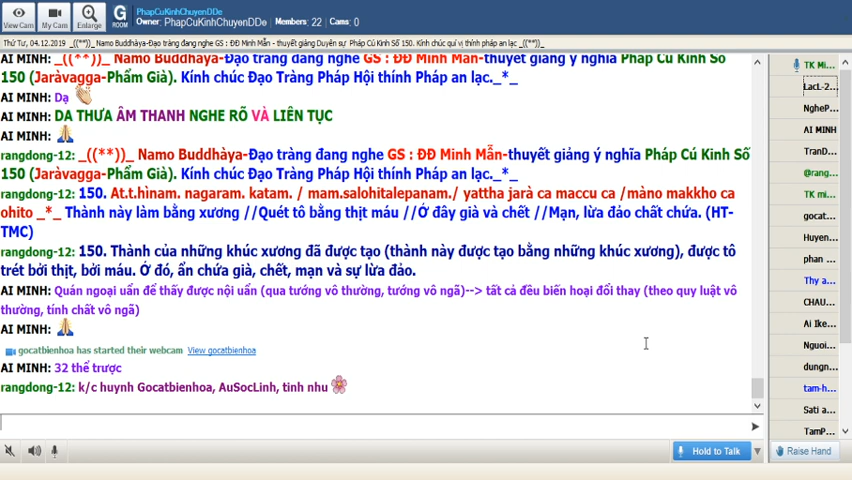 PhapCuKinhChuyenDDe
Owner: PhapCuKinhChuyenDDe Members: 22 Cams: 0
View Cam My Cam Enlarge G ROOM
Thứ Tư, 04.12.2019 _((**))_ Namo Buddhàya-Đạo tràng đang nghe GS : ĐĐ Minh Mẫn - thuyết giảng Duyên sự Pháp Cú Kinh Số 150. Kính chúc quí vị thính pháp an lạc _((**))_
AI MINH: _((**))_ Namo Buddhàya-Đạo tràng đang nghe GS : ĐĐ Minh Mẫn-thuyết giảng ý nghĩa Pháp Cú Kinh Số
150 (Jaràvagga-Phẩm Già). Kính chúc Đạo Tràng Pháp Hội thính Pháp an lạc._*_
AI MINH: Dạ
AI MINH: DA THƯA ÂM THANH NGHE RÕ VÀ LIÊN TỤC
AI MINH:
rangdong-12: _((**))_ Namo Buddhàya-Đạo tràng đang nghe GS : ĐĐ Minh Mẫn-thuyết giảng ý nghĩa Pháp Cú Kinh Số
150 (Jaràvagga-Phẩm Già). Kính chúc Đạo Tràng Pháp Hội thính Pháp an lạc._*_
rangdong-12: 150. At.t.hìnam. nagaram. katam. / mam.salohitalepanam./ yattha jarà ca maccu ca /màno makkho ca
ohito _*_ Thành này làm bằng xương //Quét tô bằng thịt máu //Ở đây già và chết //Mạn, lừa đảo chất chứa. (HT-
TMC)
rangdong-12: 150. Thành của những khúc xương đã được tạo (thành này được tạo bằng những khúc xương), được tô
trét bởi thịt, bởi máu. Ở đó, ẩn chứa già, chết, mạn và sự lừa đảo.
AI MINH: Quán ngoại uẩn để thấy được nội uẩn (qua tướng vô thường, tướng vô ngã)--> tất cả đều biến hoại đổi thay (theo quy luật vô
thường, tính chất vô ngã)
AI MINH:
gocatbienhoa has started their webcam View gocatbienhoa
AI MINH: 32 thể trược
rangdong-12: k/c huynh Gocatbienhoa, AuSocLinh, tinh nhu
TK Mi...
LacL-2...
NgheP...
AI MINH
TranD...
@rang...
TK mi...
gocat...
Huyen...
phan ...
Thy a...
CHAU...
Ai Ike...
Nguoi...
dungn...
tam-h...
Sati a...
TamP...
Hold to Talk
Raise Hand